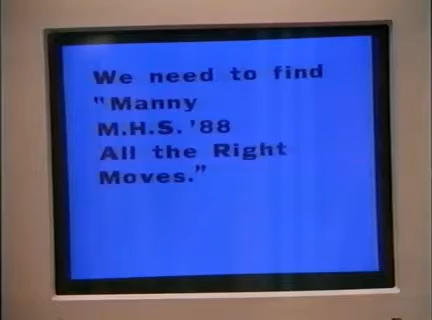 We need to find
"Manny
M.H.S. '88
All the Right
Moves."